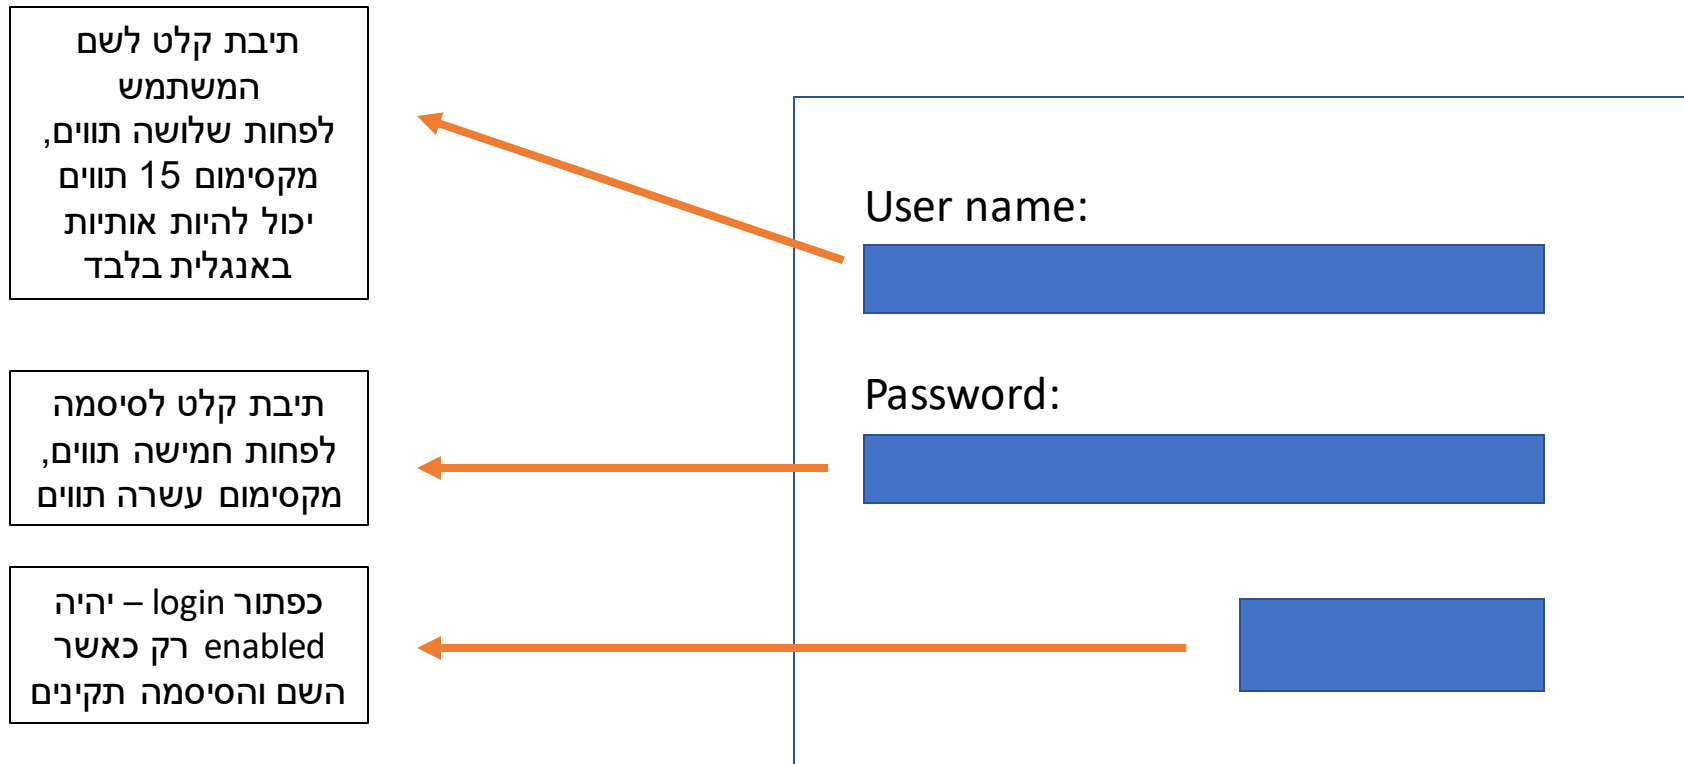 תיבת קלט לשם
המשתמש
לפחות שלושה תווים,
מקסימום 15 תווים
יכול להיות אותיות
באנגלית בלבד
User name:
תיבת קלט לסיסמה
לפחות חמישה תווים,
מקסימום עשרה תווים
Password:
כפתור login – יהיה
enabled רק כאשר
השם והסיסמה תקינים